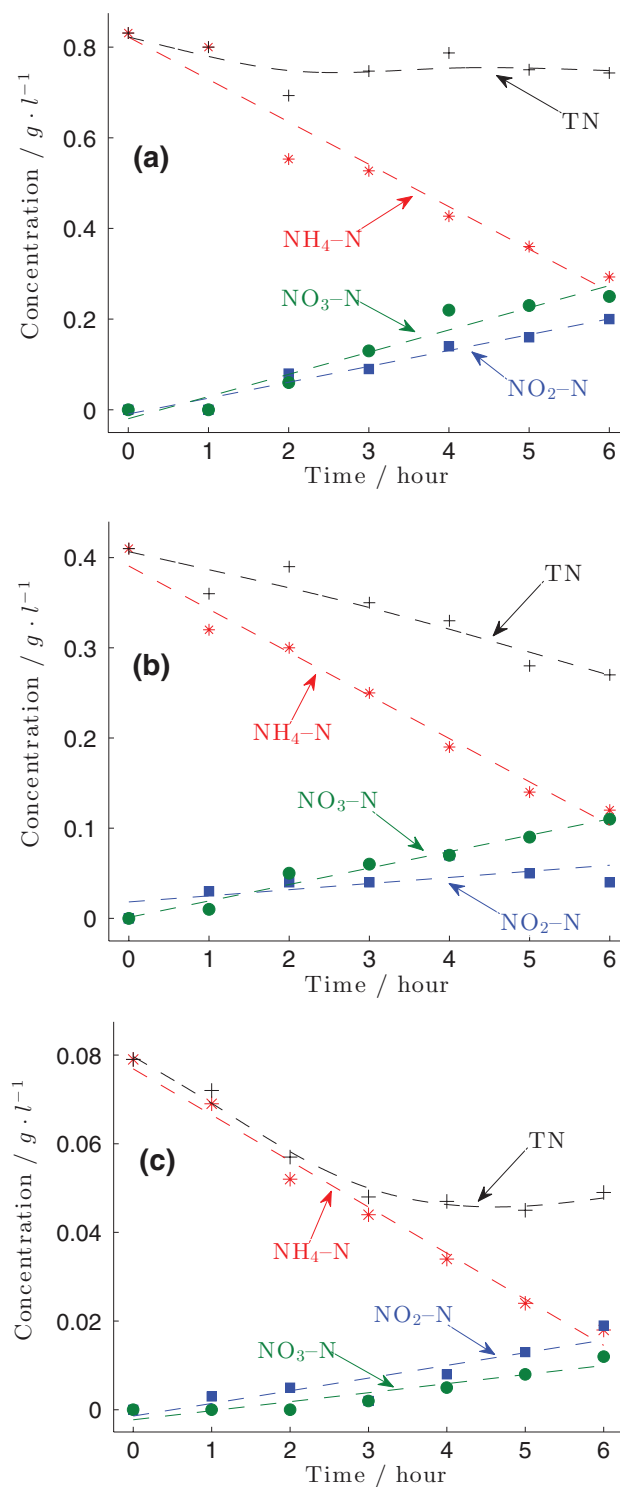 0.8
0.6
0.4
0.2
0
Concentration / g · l⁻¹
(a)
TN
NH₄–N
NO₃–N
NO₂–N
0 1 2 3 4 5 6
Time / hour
0.4
0.3
0.2
0.1
0
Concentration / g · l⁻¹
(b)
TN
NH₄–N
NO₃–N
NO₂–N
0 1 2 3 4 5 6
Time / hour
0.08
0.06
0.04
0.02
0
Concentration / g · l⁻¹
(c)
TN
NH₄–N
NO₂–N
NO₃–N
0 1 2 3 4 5 6
Time / hour